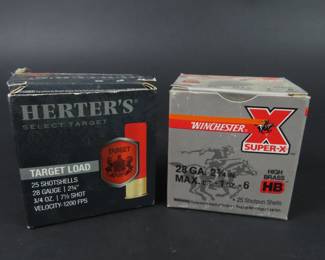 HERTER'S
SELECT TARGET
TARGET
TARGET LOAD
25 SHOTSHELLS
28 GAUGE | 2¾"
3/4 OZ. | 7½ SHOT
VELOCITY-1200 FPS
WINCHESTER
X
SUPER-X
28 GA. 2¾ IN.
MAX. 1 OZ. 6
HIGH
BRASS
HB
25 Shotgun Shells